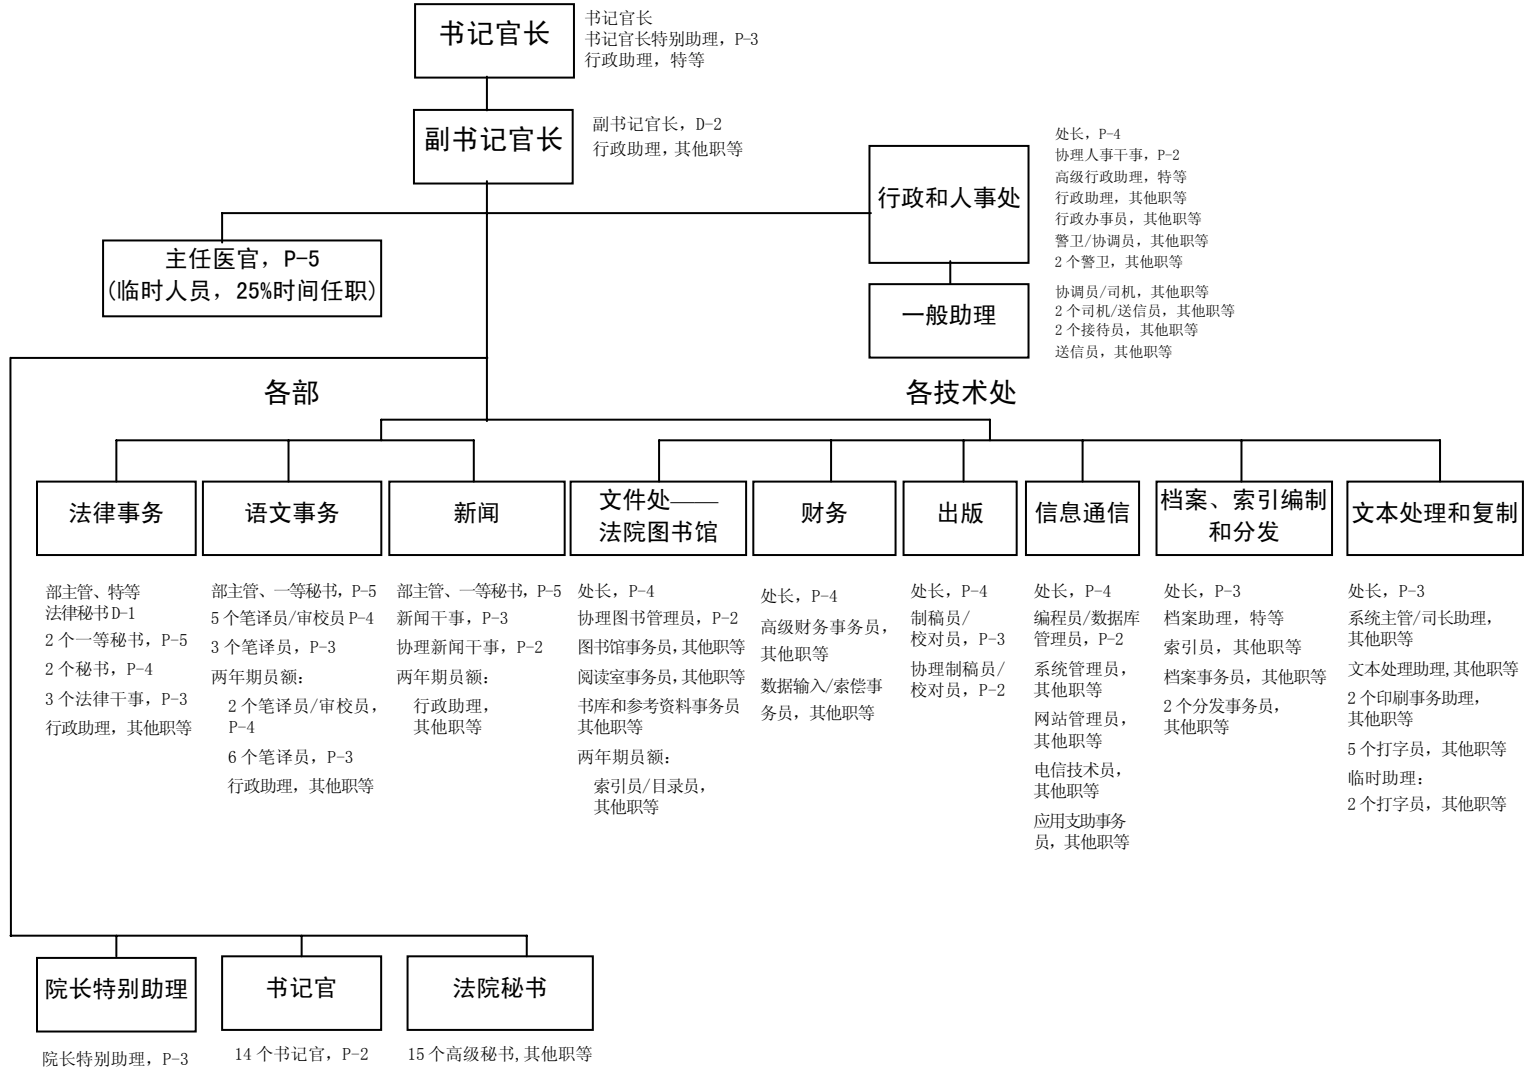 书记官长
书记官长
书记官长特别助理，P-3
行政助理，特等
副书记官长
副书记官长，D-2
行政助理，其他职等
行政和人事处
处长，P-4
协理人事干事，P-2
高级行政助理，特等
行政助理，其他职等
行政办事员，其他职等
警卫/协调员，其他职等
2 个警卫，其他职等
主任医官，P-5
(临时人员，25%时间任职)
一般助理
协调员/司机，其他职等
2 个司机/送信员，其他职等
2 个接待员，其他职等
送信员，其他职等
各部
各技术处
法律事务
部主管、特等
法律秘书 D-1
2 个一等秘书，P-5
2 个秘书，P-4
3 个法律干事，P-3
行政助理，其他职等
语文事务
部主管、一等秘书，P-5
5 个笔译员/审校员 P-4
3 个笔译员，P-3
两年期员额：
2 个笔译员/审校员，
P-4
6 个笔译员，P-3
行政助理，其他职等
新闻
部主管、一等秘书，P-5
新闻干事，P-3
协理新闻干事，P-2
两年期员额：
行政助理，
其他职等
文件处——
法院图书馆
处长，P-4
协理图书管理员，P-2
图书馆事务员，其他职等
阅读室事务员，其他职等
书库和参考资料事务员
其他职等
两年期员额：
索引员/目录员，
其他职等
财务
处长，P-4
高级财务事务员，
其他职等
数据输入/索偿事
务员，其他职等
出版
处长，P-4
制稿员/
校对员，P-3
协理制稿员/
校对员，P-2
信息通信
处长，P-4
编程员/数据库
管理员，P-2
系统管理员，
其他职等
网站管理员，
其他职等
电信技术员，
其他职等
应用支助事务
员，其他职等
档案、索引编制
和分发
处长，P-3
档案助理，特等
索引员，其他职等
档案事务员，其他职等
2 个分发事务员，
其他职等
文本处理和复制
处长，P-3
系统主管/司长助理，
其他职等
文本处理助理，其他职等
2 个印刷事务助理，
其他职等
5 个打字员，其他职等
临时助理：
2 个打字员，其他职等
院长特别助理
院长特别助理，P-3
书记官
14 个书记官，P-2
法院秘书
15 个高级秘书，其他职等